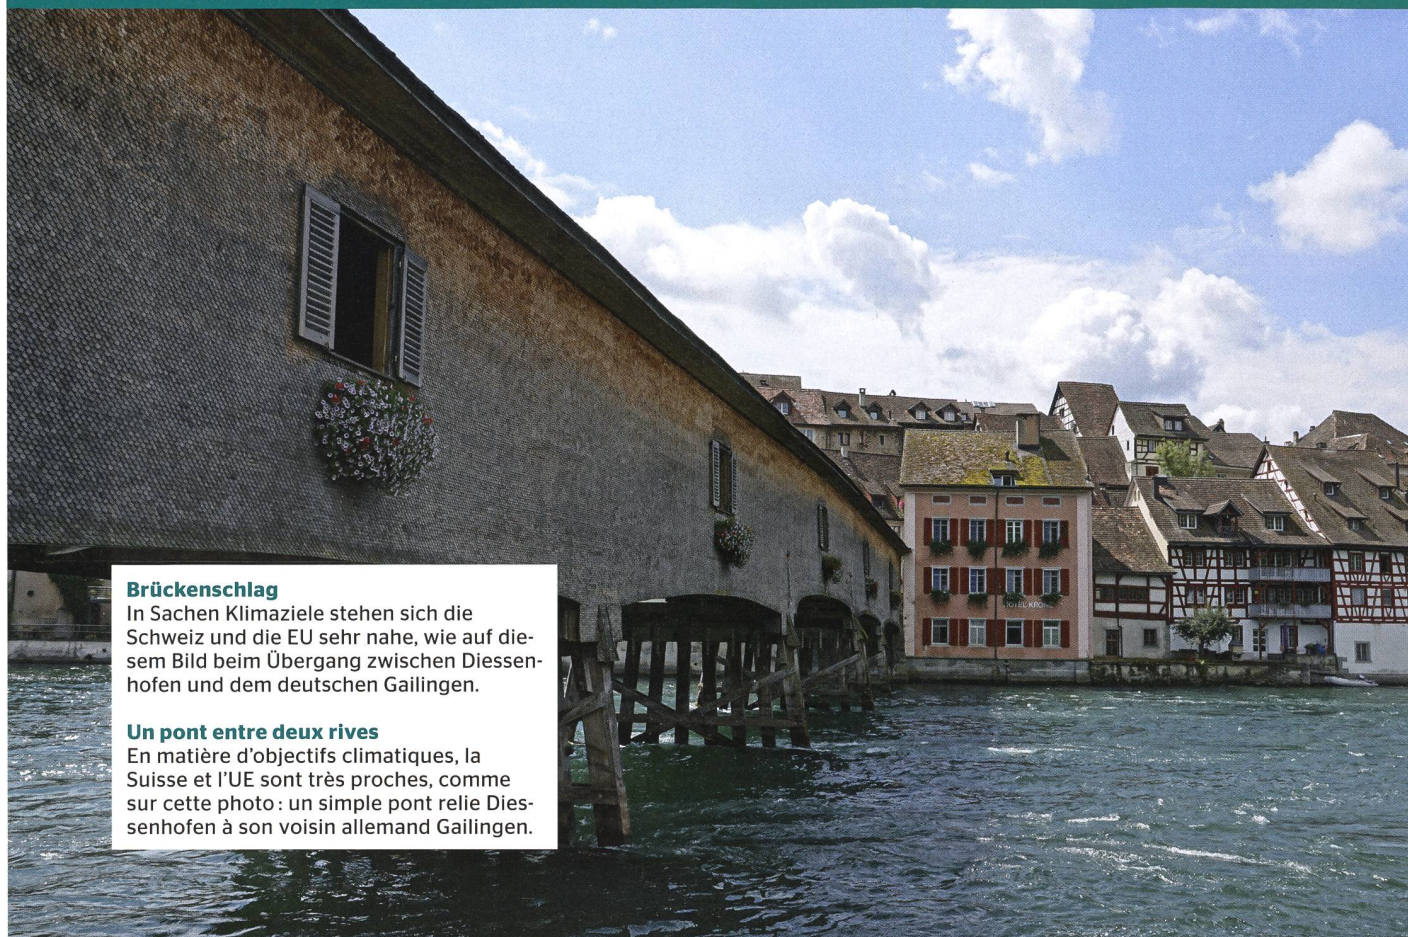 Brückenschlag
In Sachen Klimaziele stehen sich die
Schweiz und die EU sehr nahe, wie auf die-
sem Bild beim Übergang zwischen Diessen-
hofen und dem deutschen Gailingen.
Un pont entre deux rives
En matière d’objectifs climatiques, la
Suisse et l’UE sont très proches, comme
sur cette photo : un simple pont relie Dies-
senhofen à son voisin allemand Gailingen.
HOTEL KRONE